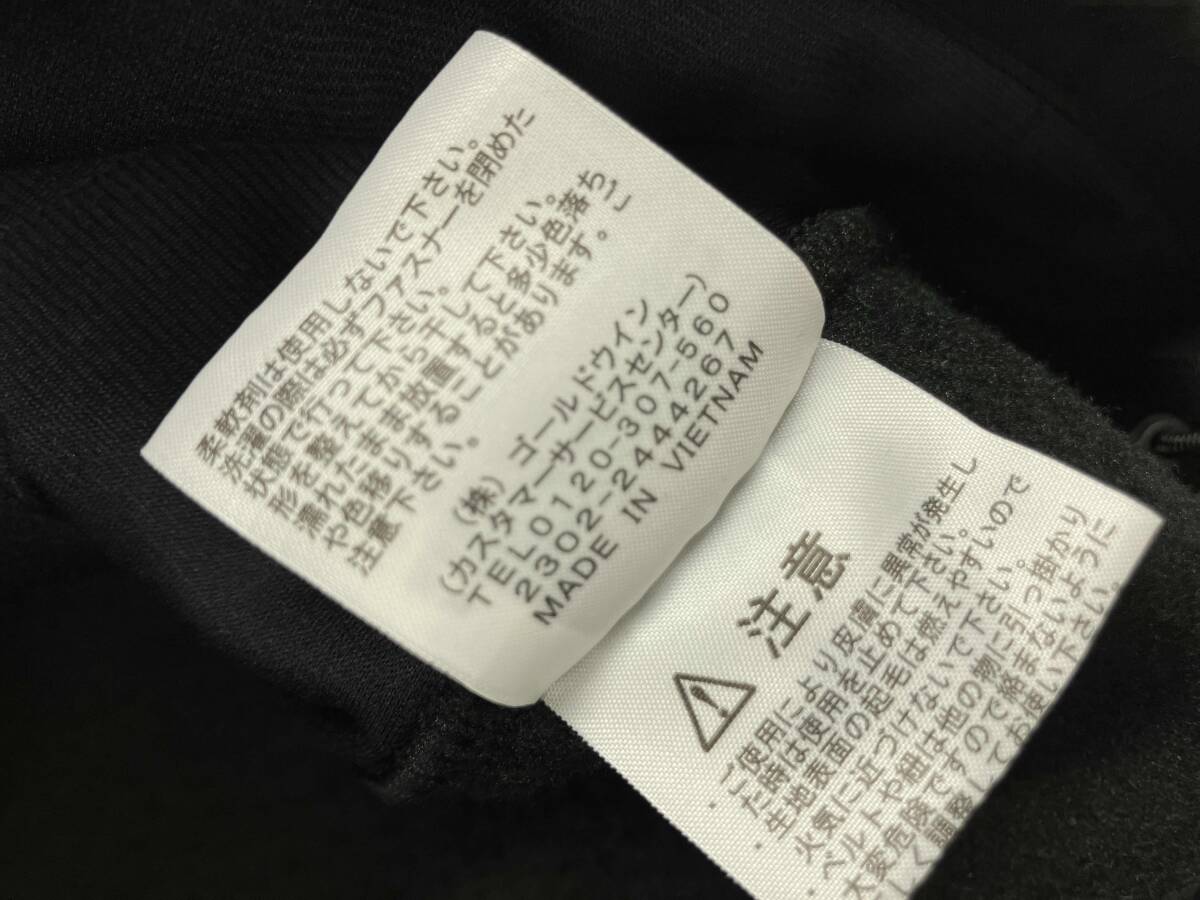 柔軟剤は使用しないで下さい。
洗濯の際は必ずファスナーを閉めた
状態で行って下さい。
形を整えてから干して下さい。
濡れたまま放置すると多少色落ち
や色移りすることがあります。
注意下さい。
(株) ゴールドウイン
(カスタマーサービスセンター)
TEL0120-307-560
2302-24444267
MADE IN VIETNAM
注意
・ご使用により皮膚に異常が発生し
た時は使用を止めて下さい。
・生地表面の起毛は燃えやすいので
火気に近づけないで下さい。
・ベルトや紐は他の物に引っ掛かり
大変危険ですので絡まないように
しく調整してお使い下さい。